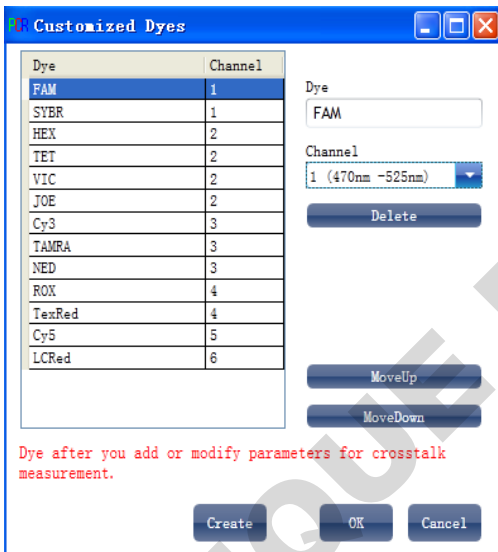 PCR Customized Dyes
Dye Channel
FAM 1
SYBR 1
HEX 2
TET 2
VIC 2
JOE 2
Cy3 3
TAMRA 3
NED 3
ROX 4
TexRed 4
Cy5 5
LCRed 6
Dye
FAM
Channel
1 (470nm -525nm)
Delete
MoveUp
MoveDown
Dye after you add or modify parameters for crosstalk
measurement.
Create OK Cancel
QUE